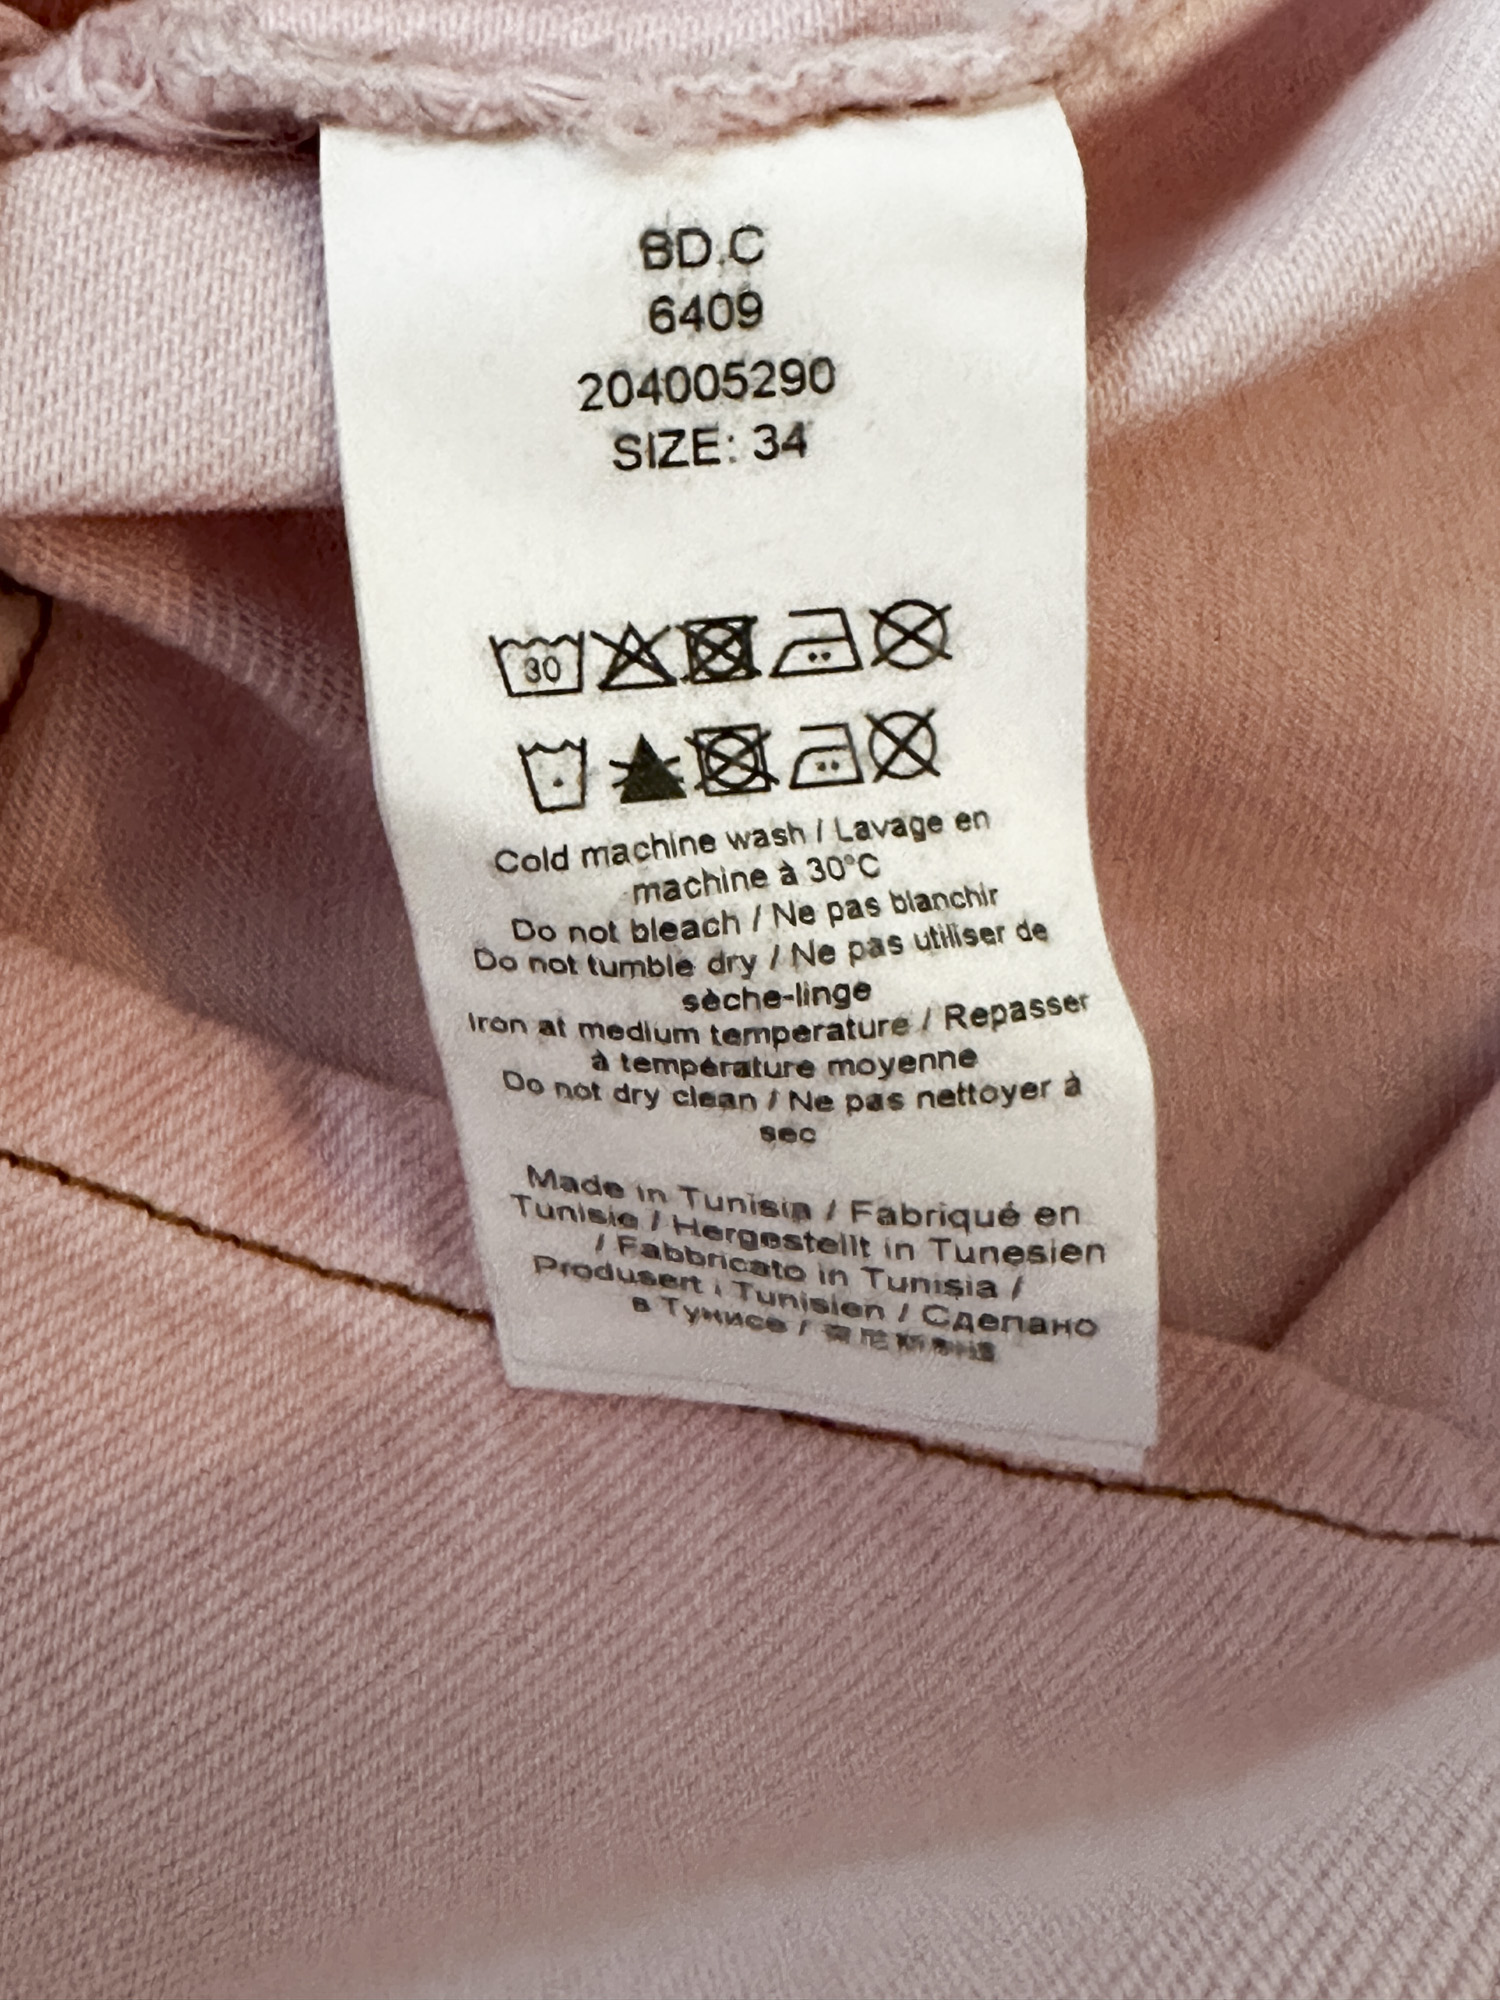 BD.C
6409
204005290
SIZE: 34
30
Cold machine wash / Lavage en
machine à 30°C
Do not bleach / Ne pas blanchir
Do not tumble dry / Ne pas utiliser de
sèche-linge
Iron at medium temperature / Repasser
à température moyenne
Do not dry clean / Ne pas nettoyer à
sec
Made in Tunisia / Fabriqué en
Tunisie / Hergestellt in Tunesien
/ Fabbricato in Tunisia /
Produsert i Tunisien / Сделано
в Тунисе /